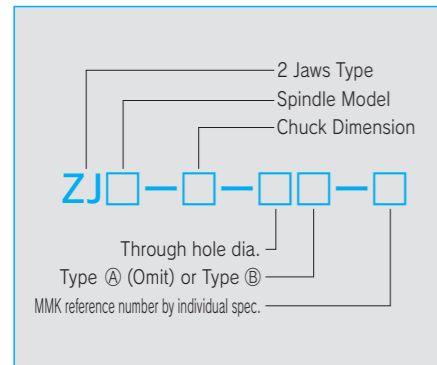 2 Jaws Type
Spindle Model
Chuck Dimension
ZJ□－□－□□－□
Through hole dia.
Type Ⓐ (Omit) or Type Ⓑ
MMK reference number by individual spec.